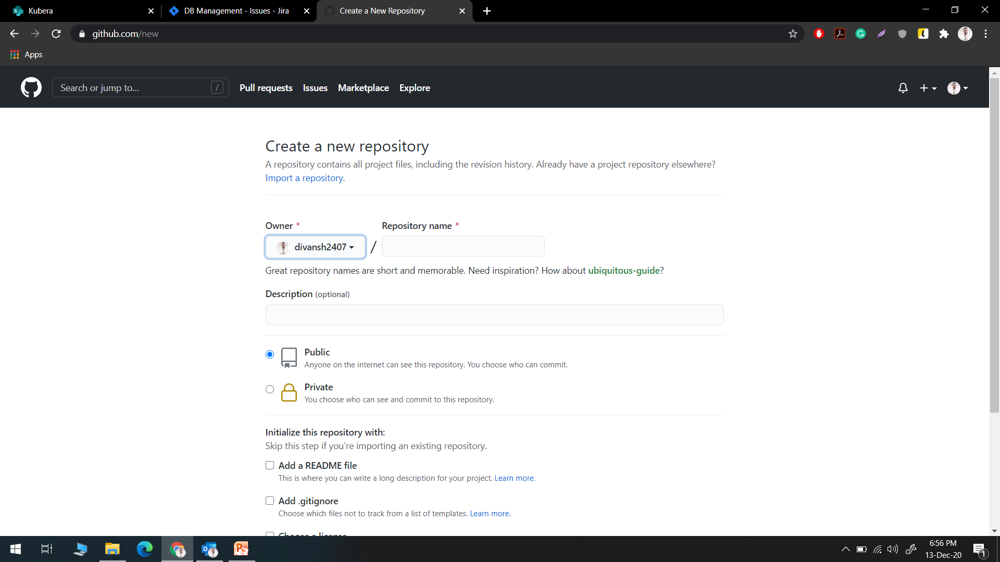 Kubera
DB Management - Issues - Jira
Create a New Repository
github.com/new
Apps
Search or jump to...
/
Pull requests
Issues
Marketplace
Explore
Create a new repository
A repository contains all project files, including the revision history. Already have a project repository elsewhere?
Import a repository.
Owner *
Repository name *
divansh2407
/
Great repository names are short and memorable. Need inspiration? How about ubiquitous-guide?
Description (optional)
Public
Anyone on the internet can see this repository. You choose who can commit.
Private
You choose who can see and commit to this repository.
Initialize this repository with:
Skip this step if you’re importing an existing repository.
Add a README file
This is where you can write a long description for your project. Learn more.
Add .gitignore
Choose which files not to track from a list of templates. Learn more.
Choose a license
6:56 PM
13-Dec-20
1